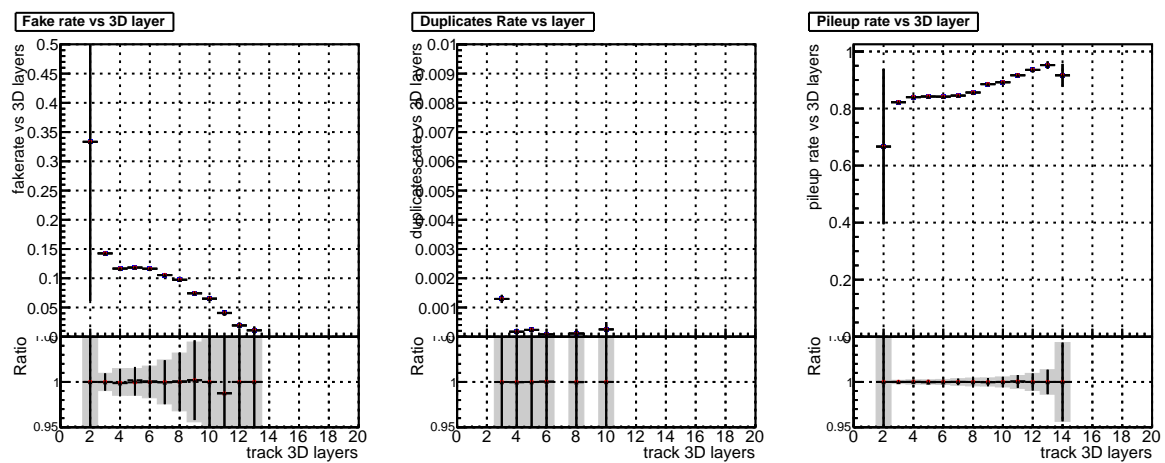 Fake rate vs 3D layer
fakerate vs 3D layers
0.5
0.45
0.4
0.35
0.3
0.25
0.2
0.15
0.1
0.05
0
Ratio
1
0.95
0 2 4 6 8 10 12 14 16 18 20
track 3D layers
Duplicates Rate vs layer
duplicates rate vs 3D layers
0.01
0.009
0.008
0.007
0.006
0.005
0.004
0.003
0.002
0.001
0
Ratio
1
0.95
0 2 4 6 8 10 12 14 16 18 20
track 3D layers
Pileup rate vs 3D layer
pileup rate vs 3D layers
1
0.8
0.6
0.4
0.2
0
Ratio
1
0.95
0 2 4 6 8 10 12 14 16 18 20
track 3D layers